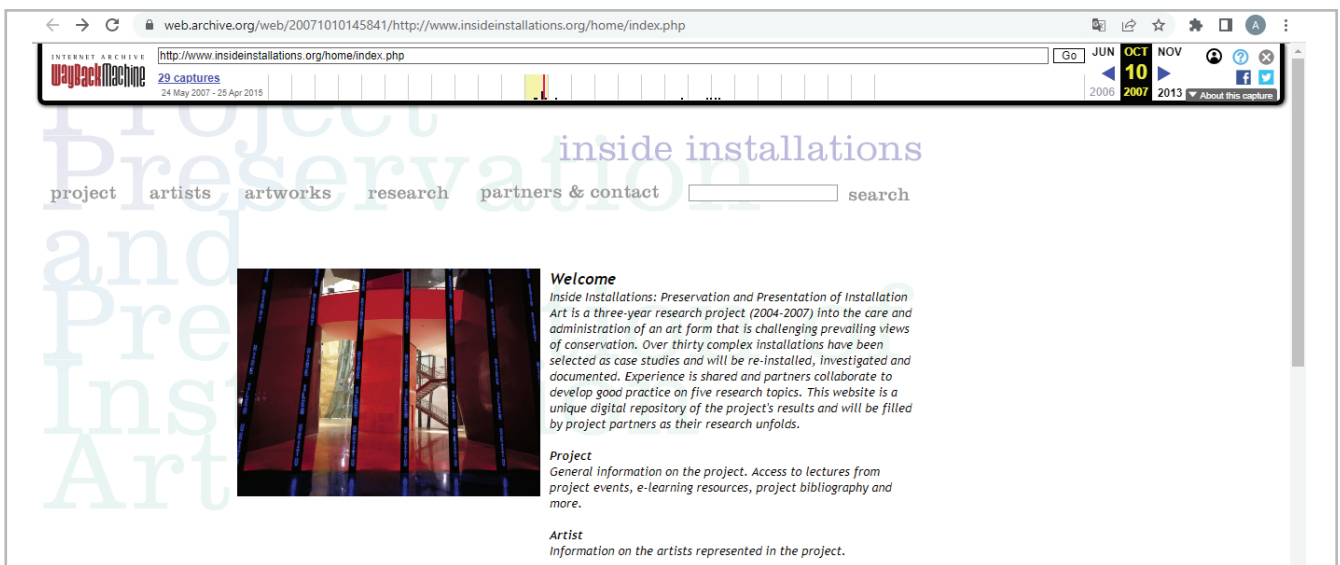 web.archive.org/web/20071010145841/http://www.insideinstallations.org/home/index.php
A
INTERNET ARCHIVE
WayBackMachine
http://www.insideinstallations.org/home/index.php
Go
JUN OCT NOV
29 captures
10
24 May 2007 - 25 Apr 2015
2006 2007 2013
▼ About this capture
Project
Preservation
and
Pre
Inst
Art
inside installations
project artists artworks research partners & contact search
Welcome
Inside Installations: Preservation and Presentation of Installation
Art is a three-year research project (2004-2007) into the care and
administration of an art form that is challenging prevailing views
of conservation. Over thirty complex installations have been
selected as case studies and will be re-installed, investigated and
documented. Experience is shared and partners collaborate to
develop good practice on five research topics. This website is a
unique digital repository of the project's results and will be filled
by project partners as their research unfolds.
Project
General information on the project. Access to lectures from
project events, e-learning resources, project bibliography and
more.
Artist
Information on the artists represented in the project.